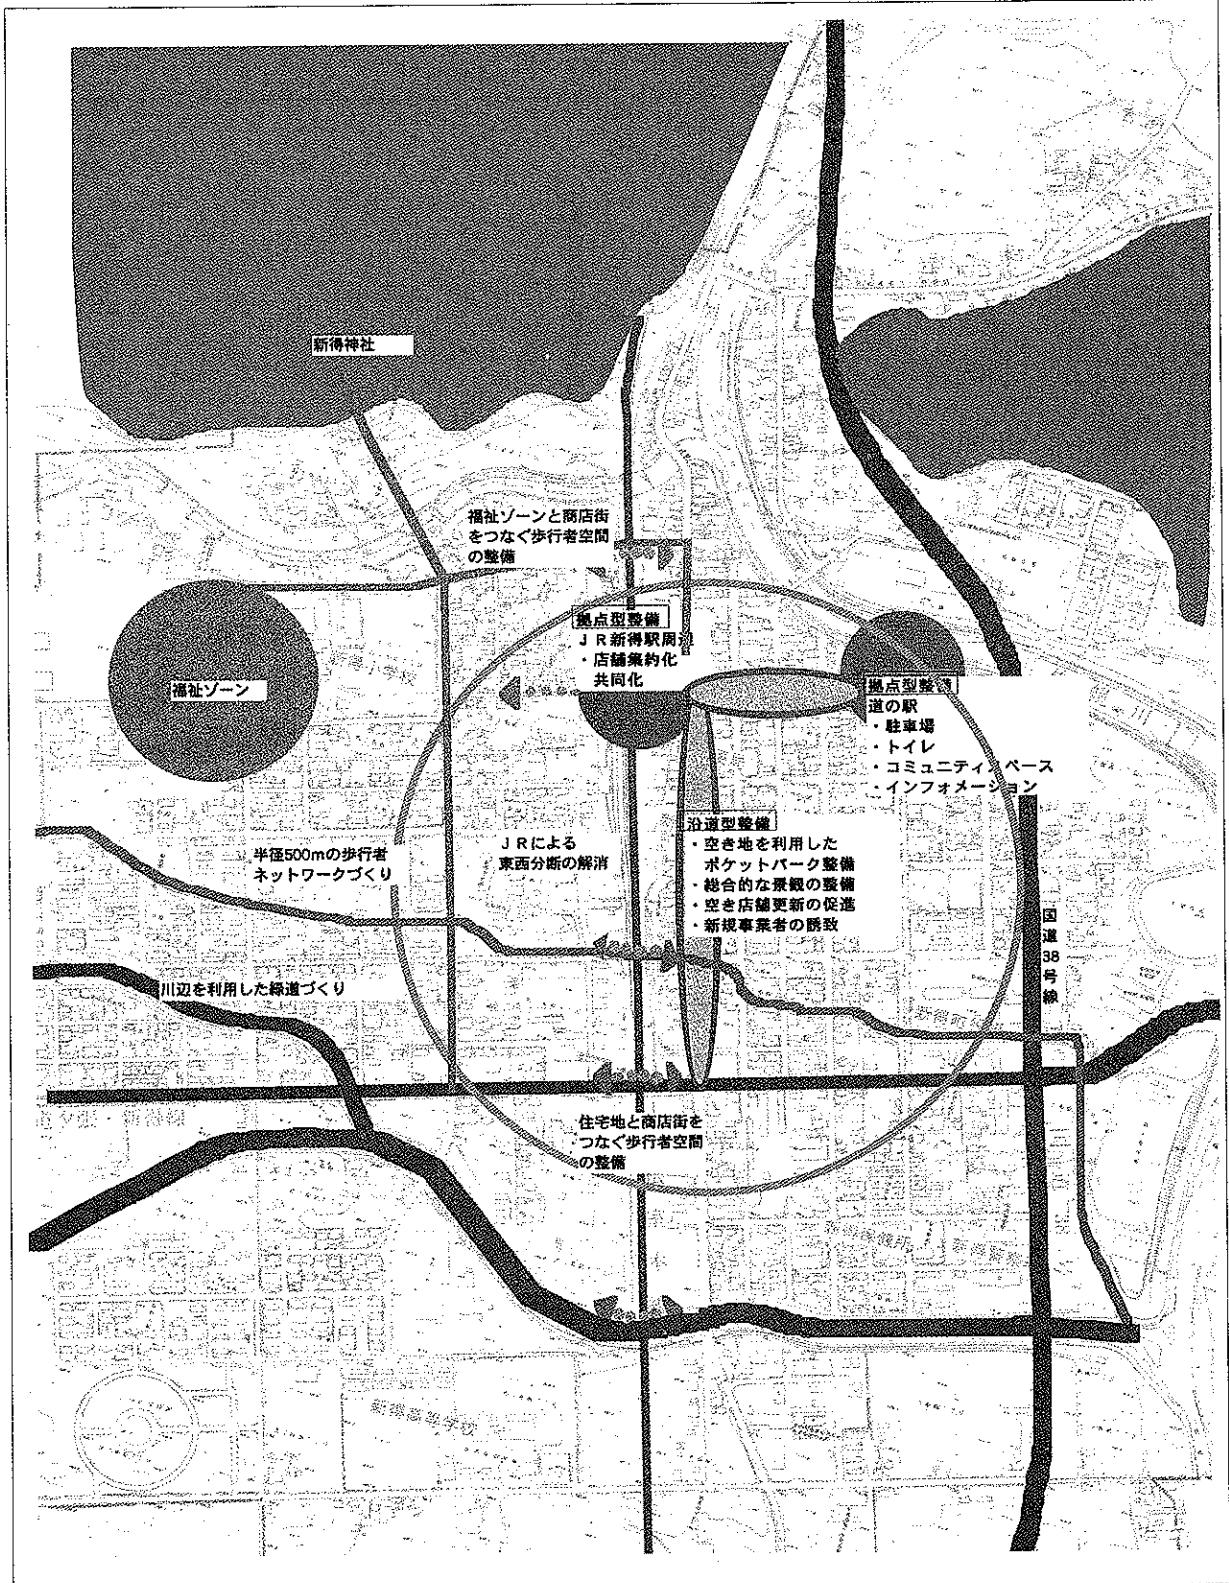 新得神社
福祉ゾーンと商店街
をつなぐ歩行者空間
の整備
拠点型整備
ＪＲ新得駅周辺
・店舗集約化
共同化
福祉ゾーン
拠点型整備
道の駅
・駐車場
・トイレ
・コミュニティスペース
・インフォメーション
沿道型整備
・空き地を利用した
ポケットパーク整備
・総合的な景観の整備
・空き店舗更新の促進
・新規事業者の誘致
ＪＲによる
東西分断の解消
半径500mの歩行者
ネットワークづくり
国道38号線
川辺を利用した緑道づくり
住宅地と商店街を
つなぐ歩行者空間
の整備
新得高等学校